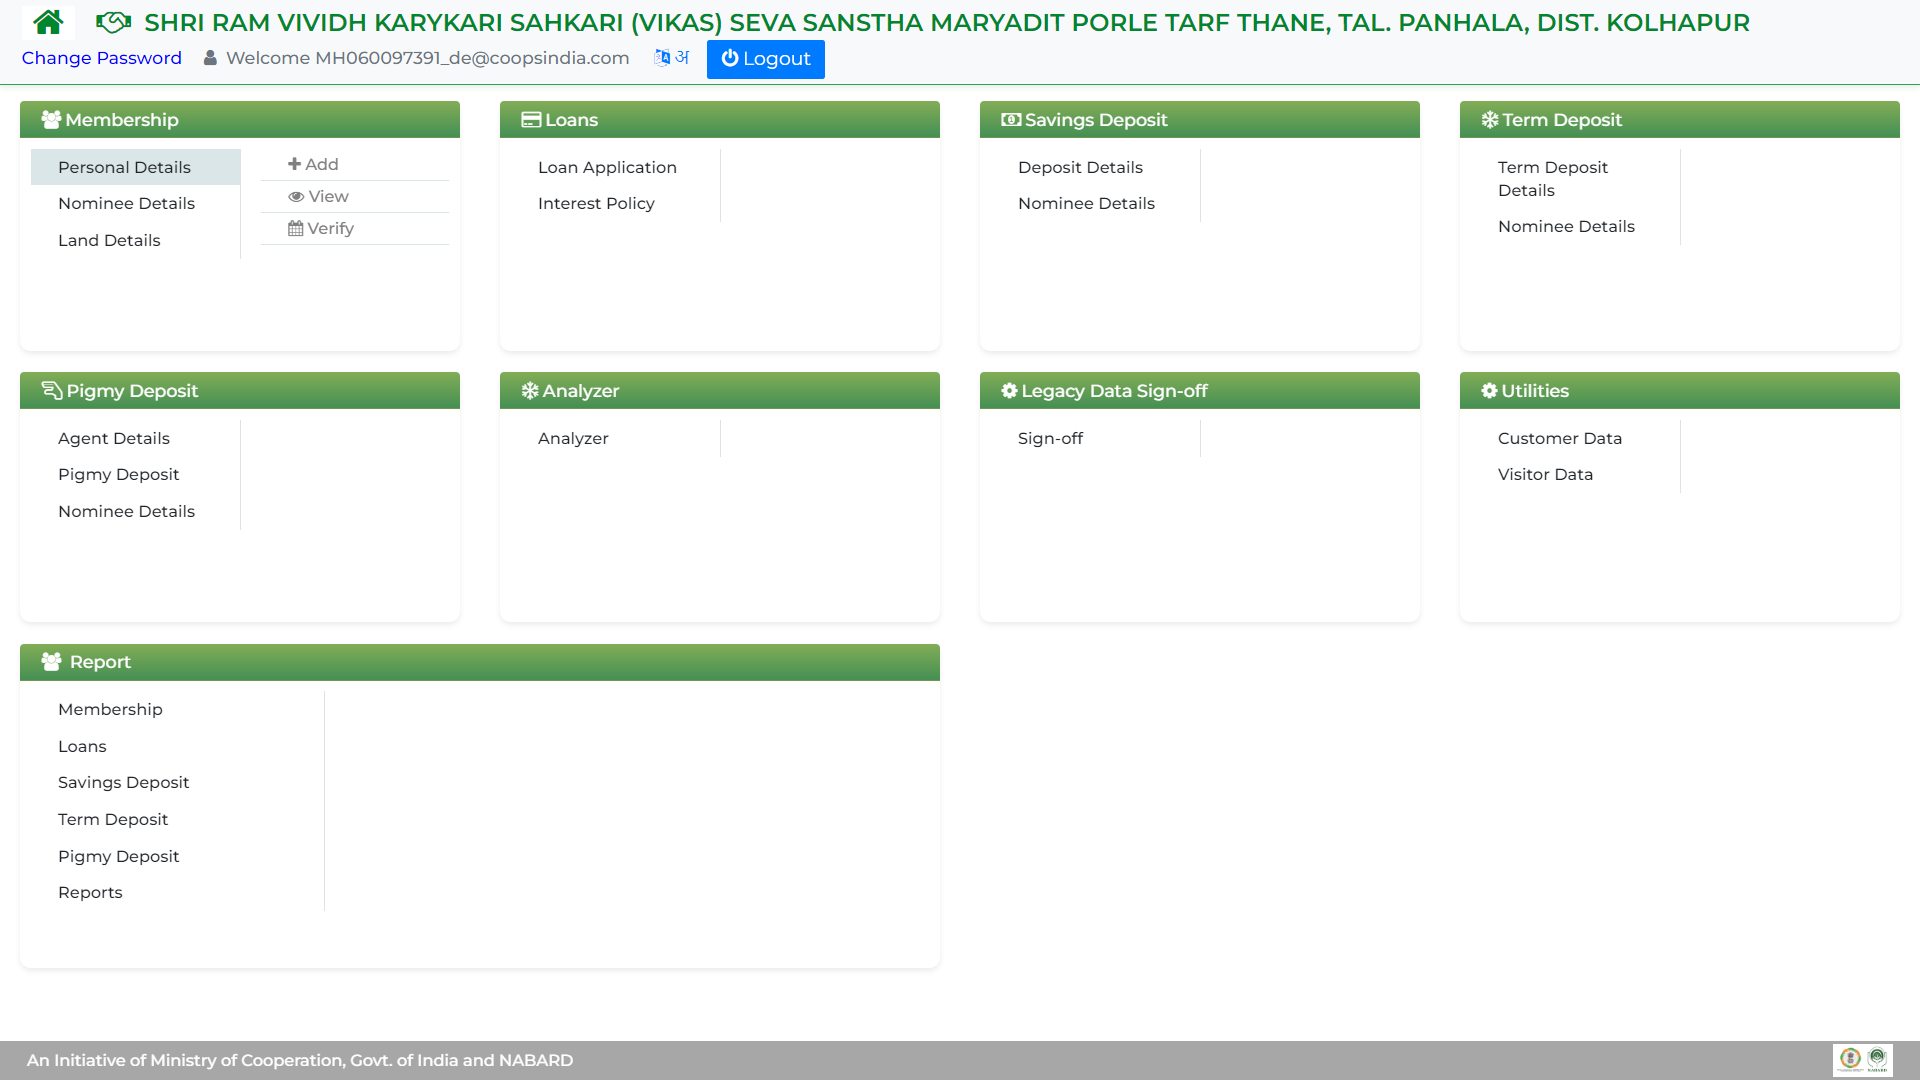 SHRI RAM VIVIDH KARYKARI SAHKARI (VIKAS) SEVA SANSTHA MARYADIT PORLE TARF THANE, TAL. PANHALA, DIST. KOLHAPUR
Change Password Welcome MH060097391_de@coopsindia.com अ Logout
Membership
Personal Details
Nominee Details
Land Details
Add
View
Verify
Loans
Loan Application
Interest Policy
Savings Deposit
Deposit Details
Nominee Details
Term Deposit
Term Deposit
Details
Nominee Details
Pigmy Deposit
Agent Details
Pigmy Deposit
Nominee Details
Analyzer
Analyzer
Legacy Data Sign-off
Sign-off
Utilities
Customer Data
Visitor Data
Report
Membership
Loans
Savings Deposit
Term Deposit
Pigmy Deposit
Reports
An Initiative of Ministry of Cooperation, Govt. of India and NABARD